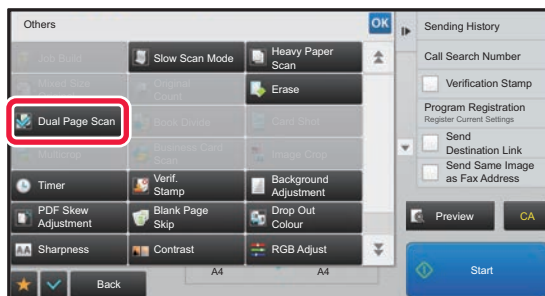 Others
OK
Job Build
Slow Scan Mode
Heavy Paper
Scan
Mixed Size
Original
Count
Erase
Dual Page Scan
Book Divide
Card Shot
Multicrop
Business Card
Scan
Image Crop
Timer
Verif.
Stamp
Background
Adjustment
PDF Skew
Adjustment
Blank Page
Skip
Drop Out
Colour
AA Sharpness
Contrast
RGB Adjust
Back
A4
A4
Sending History
Call Search Number
Verification Stamp
Program Registration
Register Current Settings
Send
Destination Link
Send Same Image
as Fax Address
Preview
CA
Start